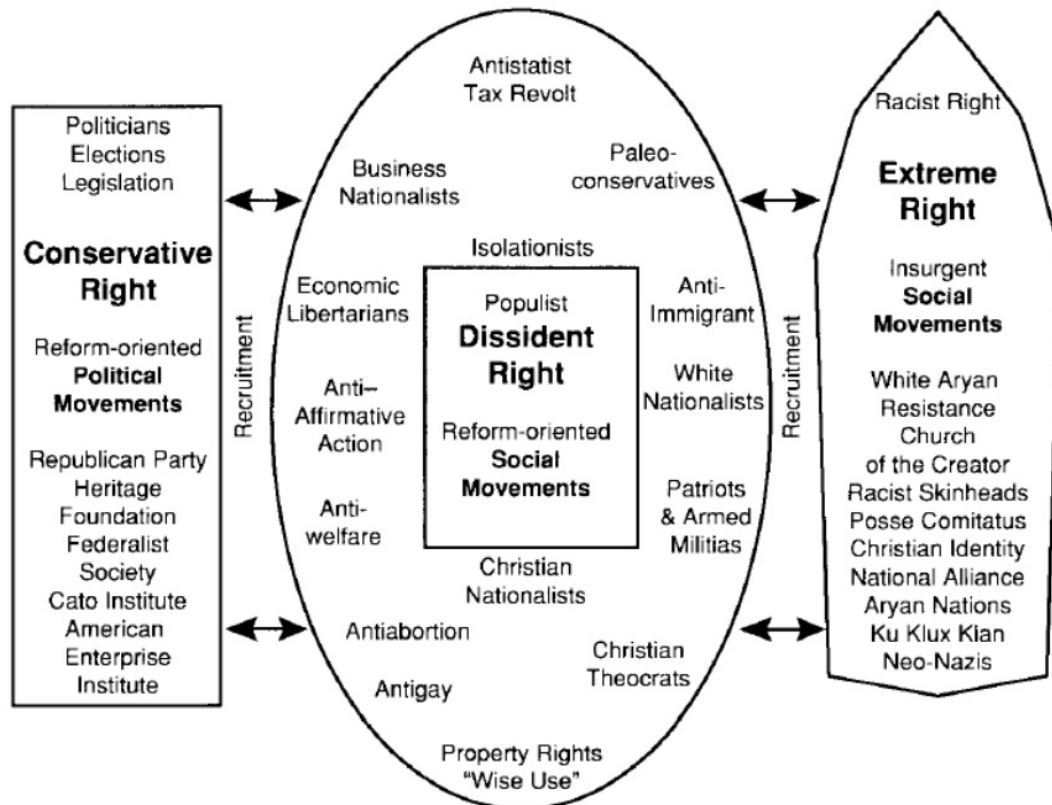 Politicians
Elections
Legislation
Conservative
Right
Reform-oriented
Political
Movements
Republican Party
Heritage
Foundation
Federalist
Society
Cato Institute
American
Enterprise
Institute
Recruitment
Antistatist
Tax Revolt
Business
Nationalists
Paleo-
conservatives
Isolationists
Economic
Libertarians
Anti-
Immigrant
Populist
Dissident
Right
Reform-oriented
Social
Movements
Anti–
Affirmative
Action
White
Nationalists
Anti-
welfare
Patriots
& Armed
Militias
Christian
Nationalists
Antiabortion
Christian
Theocrats
Antigay
Property Rights
“Wise Use”
Recruitment
Racist Right
Extreme
Right
Insurgent
Social
Movements
White Aryan
Resistance
Church
of the Creator
Racist Skinheads
Posse Comitatus
Christian Identity
National Alliance
Aryan Nations
Ku Klux Kian
Neo-Nazis